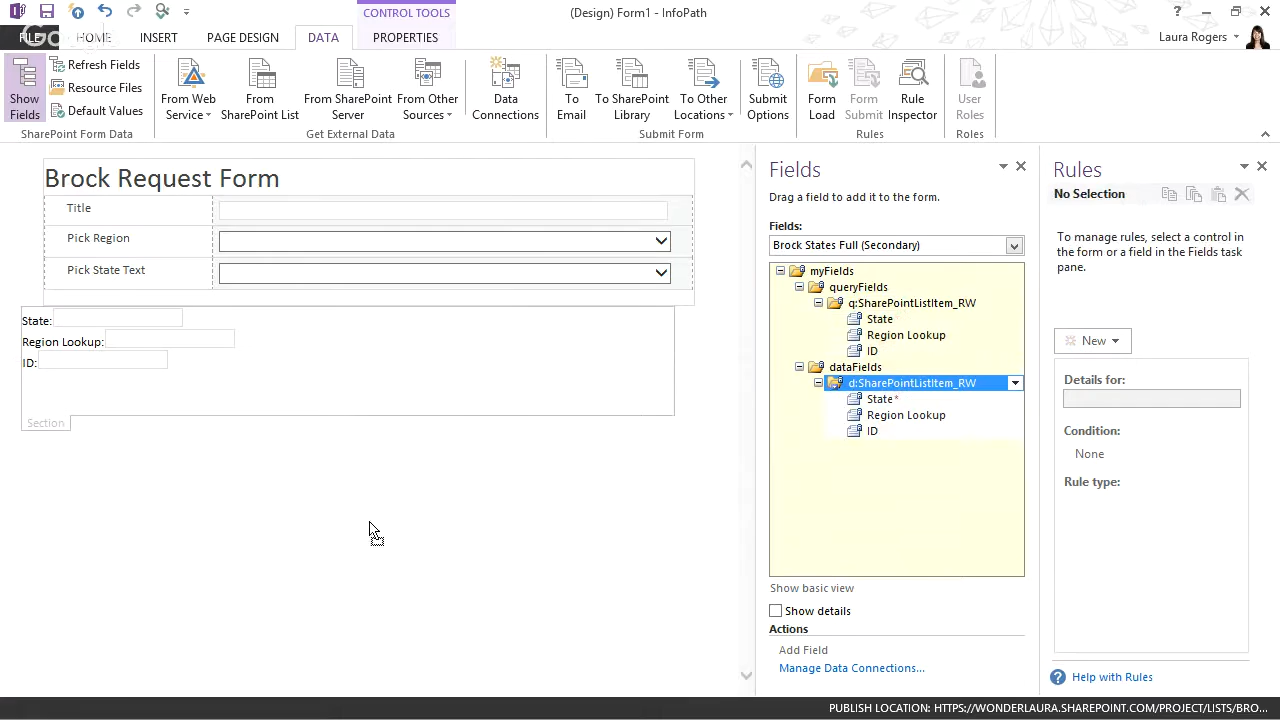 CONTROL TOOLS
(Design) Form1 - InfoPath
?
FILE
HOME
INSERT
PAGE DESIGN
DATA
PROPERTIES
Laura Rogers
Show Fields
Refresh Fields
Resource Files
Default Values
SharePoint Form Data
From Web Service
From SharePoint List
From SharePoint Server
From Other Sources
Get External Data
Data Connections
To Email
To SharePoint Library
To Other Locations
Submit Options
Submit Form
Form Load
Form Submit
Rule Inspector
Rules
User Roles
Roles
Brock Request Form
Title
Pick Region
Pick State Text
State:
Region Lookup:
ID:
Section
Fields
Drag a field to add it to the form.
Fields:
Brock States Full (Secondary)
myFields
queryFields
q:SharePointListItem_RW
State
Region Lookup
ID
dataFields
d:SharePointListItem_RW
State*
Region Lookup
ID
Show basic view
Show details
Actions
Add Field
Manage Data Connections...
Rules
No Selection
To manage rules, select a control in
the form or a field in the Fields task
pane.
New
Details for:
Condition:
None
Rule type:
Help with Rules
PUBLISH LOCATION: HTTPS://WONDERLAURA.SHAREPOINT.COM/PROJECT/LISTS/BRO...